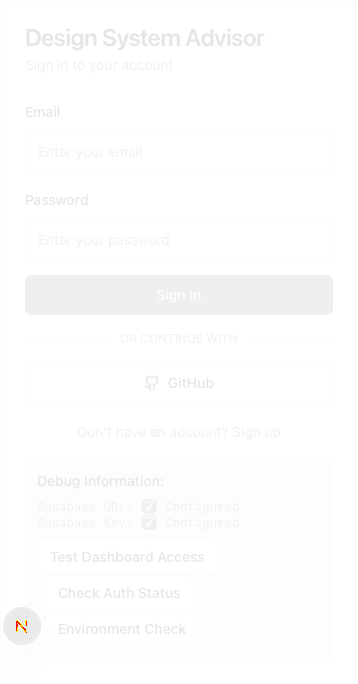 Design System Advisor
Sign in to your account
Email
Enter your email
Password
Enter your password
Sign In
OR CONTINUE WITH
GitHub
Don't have an account? Sign up
Debug Information:
Supabase URL: ✅ Configured
Supabase Key: ✅ Configured
Test Dashboard Access
Check Auth Status
Environment Check
N